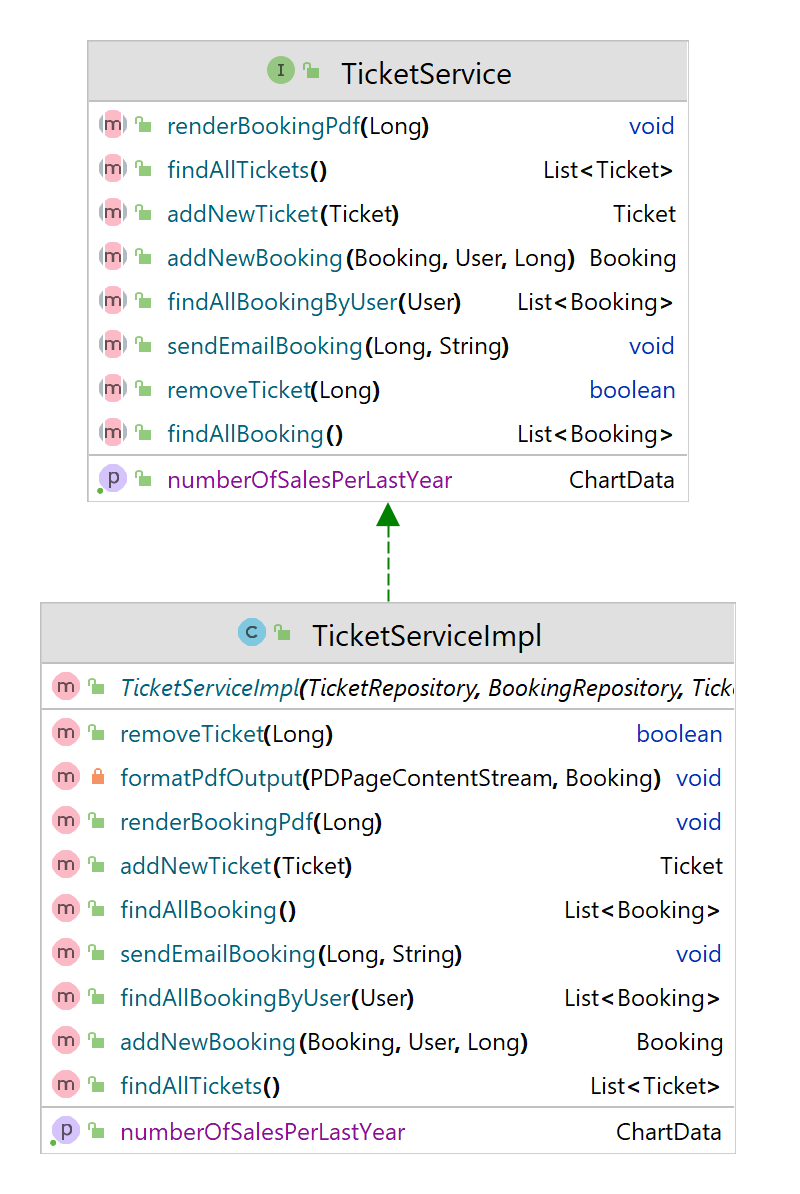 I TicketService
m renderBookingPdf(Long) void
m findAllTickets() List<Ticket>
m addNewTicket(Ticket) Ticket
m addNewBooking(Booking, User, Long) Booking
m findAllBookingByUser(User) List<Booking>
m sendEmailBooking(Long, String) void
m removeTicket(Long) boolean
m findAllBooking() List<Booking>
p numberOfSalesPerLastYear ChartData
C TicketServiceImpl
m TicketServiceImpl(TicketRepository, BookingRepository, Tick
m removeTicket(Long) boolean
m formatPdfOutput(PDPageContentStream, Booking) void
m renderBookingPdf(Long) void
m addNewTicket(Ticket) Ticket
m findAllBooking() List<Booking>
m sendEmailBooking(Long, String) void
m findAllBookingByUser(User) List<Booking>
m addNewBooking(Booking, User, Long) Booking
m findAllTickets() List<Ticket>
p numberOfSalesPerLastYear ChartData